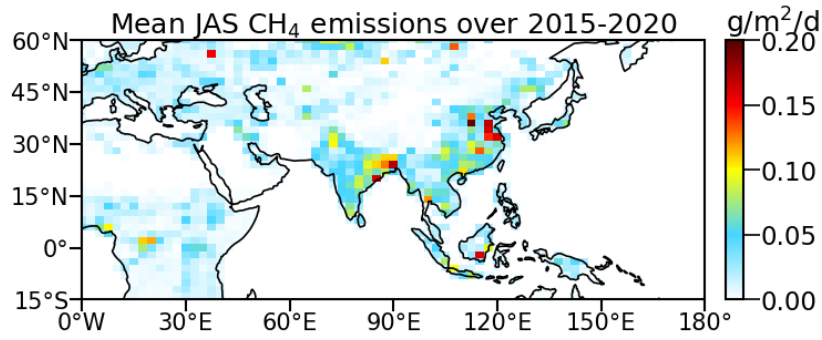 Mean JAS CH₄ emissions over 2015-2020
g/m²/d
60°N
45°N
30°N
15°N
0°
15°S
0°W 30°E 60°E 90°E 120°E 150°E 180°
0.20
0.15
0.10
0.05
0.00